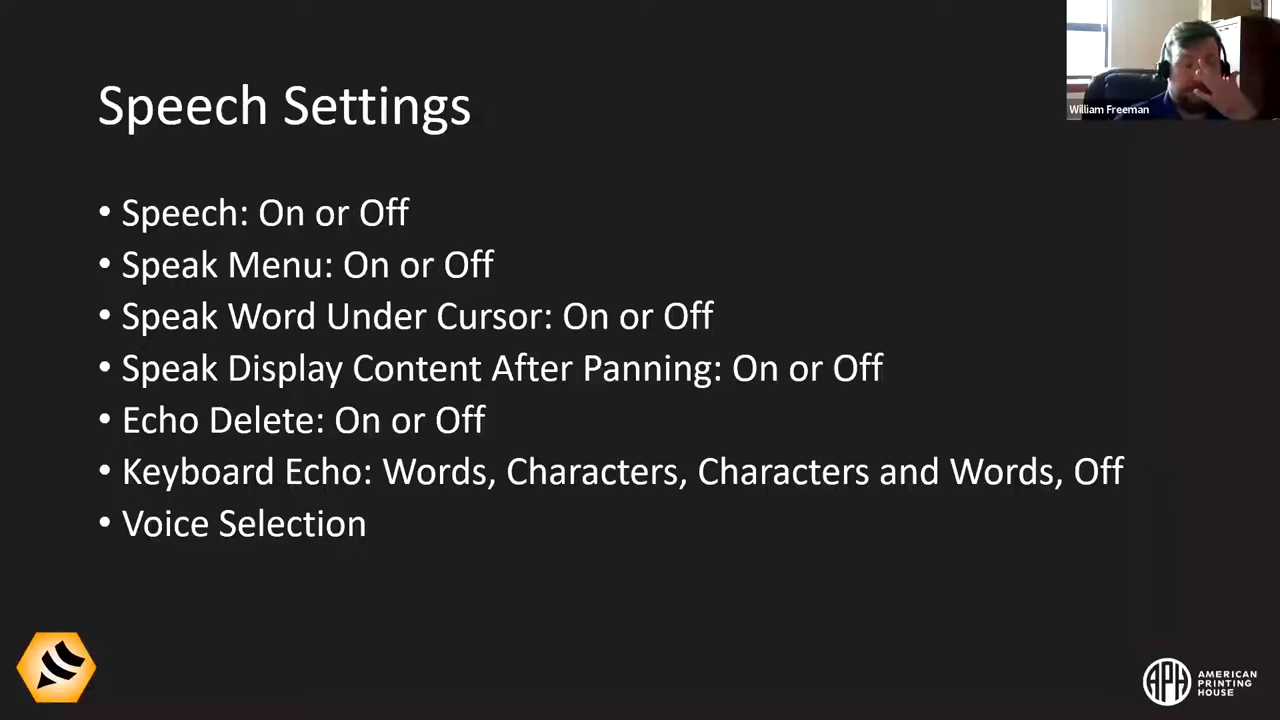 William Freeman
Speech Settings
• Speech: On or Off
• Speak Menu: On or Off
• Speak Word Under Cursor: On or Off
• Speak Display Content After Panning: On or Off
• Echo Delete: On or Off
• Keyboard Echo: Words, Characters, Characters and Words, Off
• Voice Selection
APH
AMERICAN
PRINTING
HOUSE